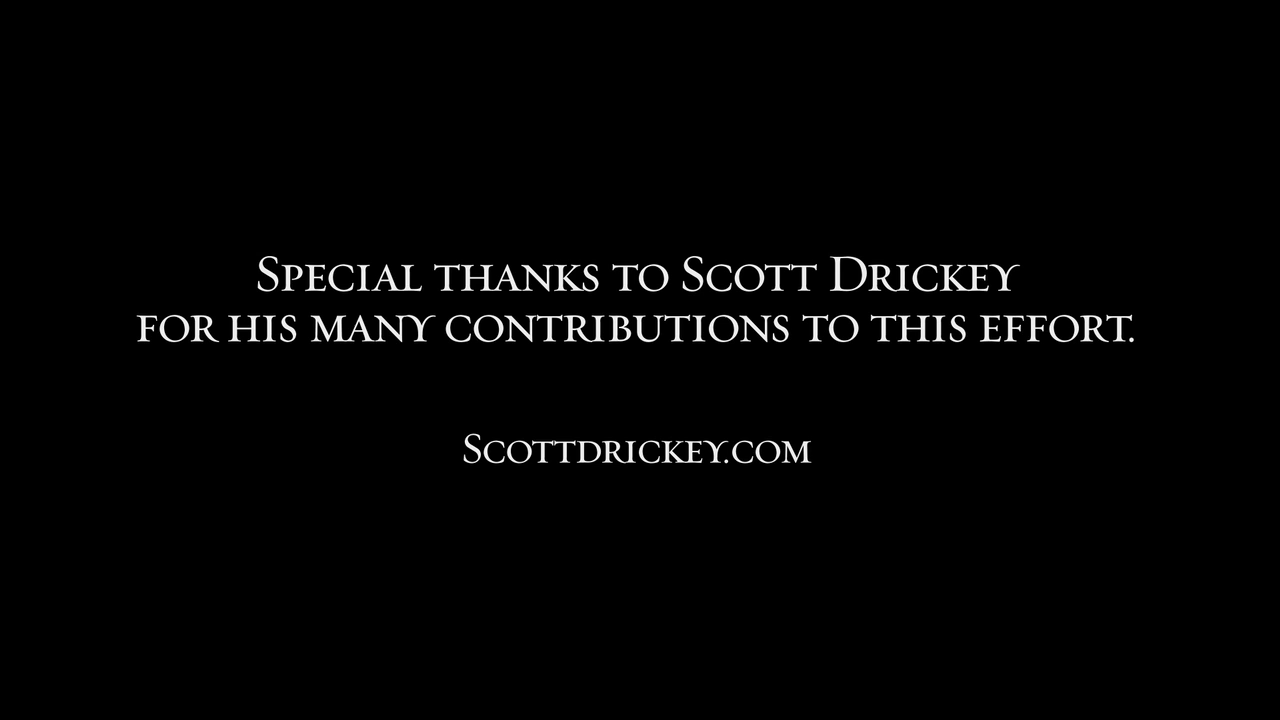 Special thanks to Scott Drickey
for his many contributions to this effort.
Scottdrickey.com